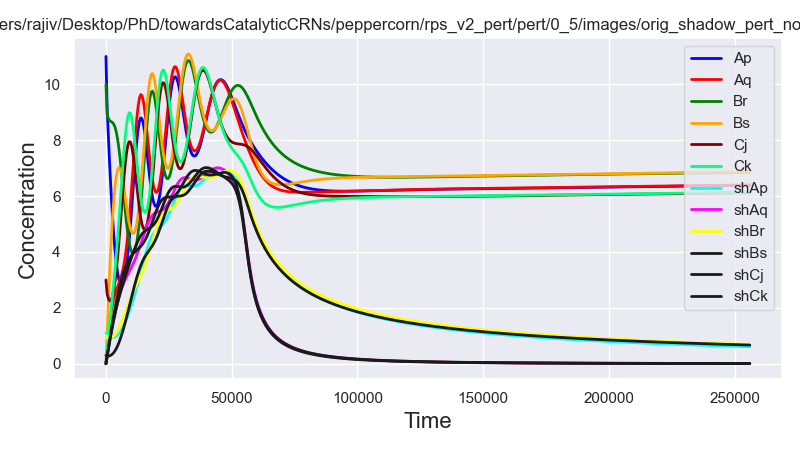 ers/rajiv/Desktop/PhD/towardsCatalyticCRNs/peppercorn/rps_v2_pert/pert/0_5/images/orig_shadow_pert_no
Concentration
10
8
6
4
2
0
0
50000
100000
150000
200000
250000
Time
Ap
Aq
Br
Bs
Cj
Ck
shAp
shAq
shBr
shBs
shCj
shCk